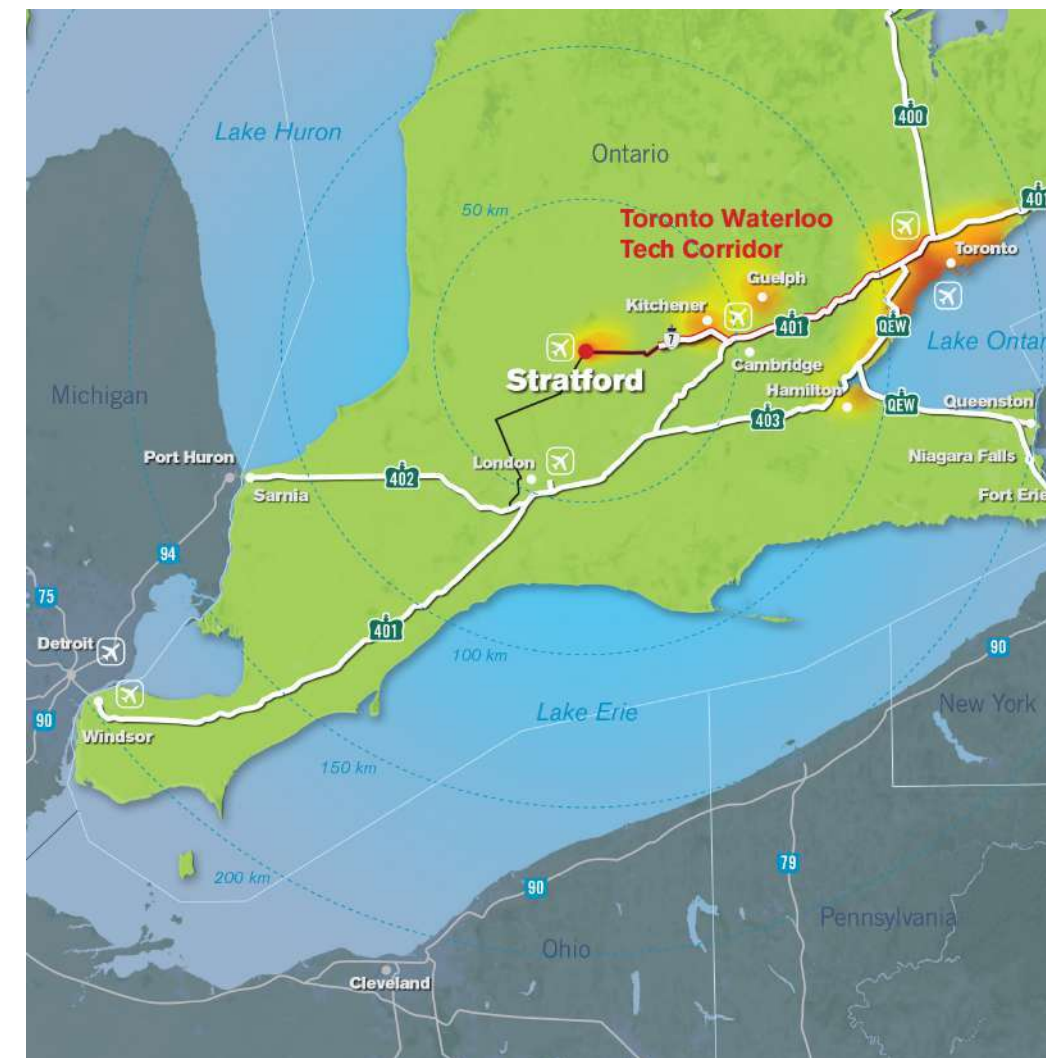 400
Lake Huron
Ontario
401
50 km
Toronto Waterloo
Tech Corridor
Toronto
Guelph
Kitchener
401
QEW
7
Lake Ontar
Cambridge
Stratford
Michigan
Hamilton
QEW
Queenston
403
Port Huron
London
Niagara Falls
402
Sarnia
Fort Erie
94
75
401
Detroit
100 km
90
New York
Lake Erie
90
Windsor
150 km
79
200 km
90
Pennsylvania
Ohio
Cleveland